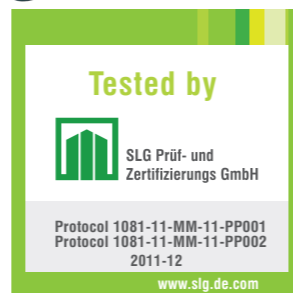 Tested by
SLG Prüf- und
Zertifizierungs GmbH
Protocol 1081-11-MM-11-PP001
Protocol 1081-11-MM-11-PP002
2011-12
www.slg.de.com